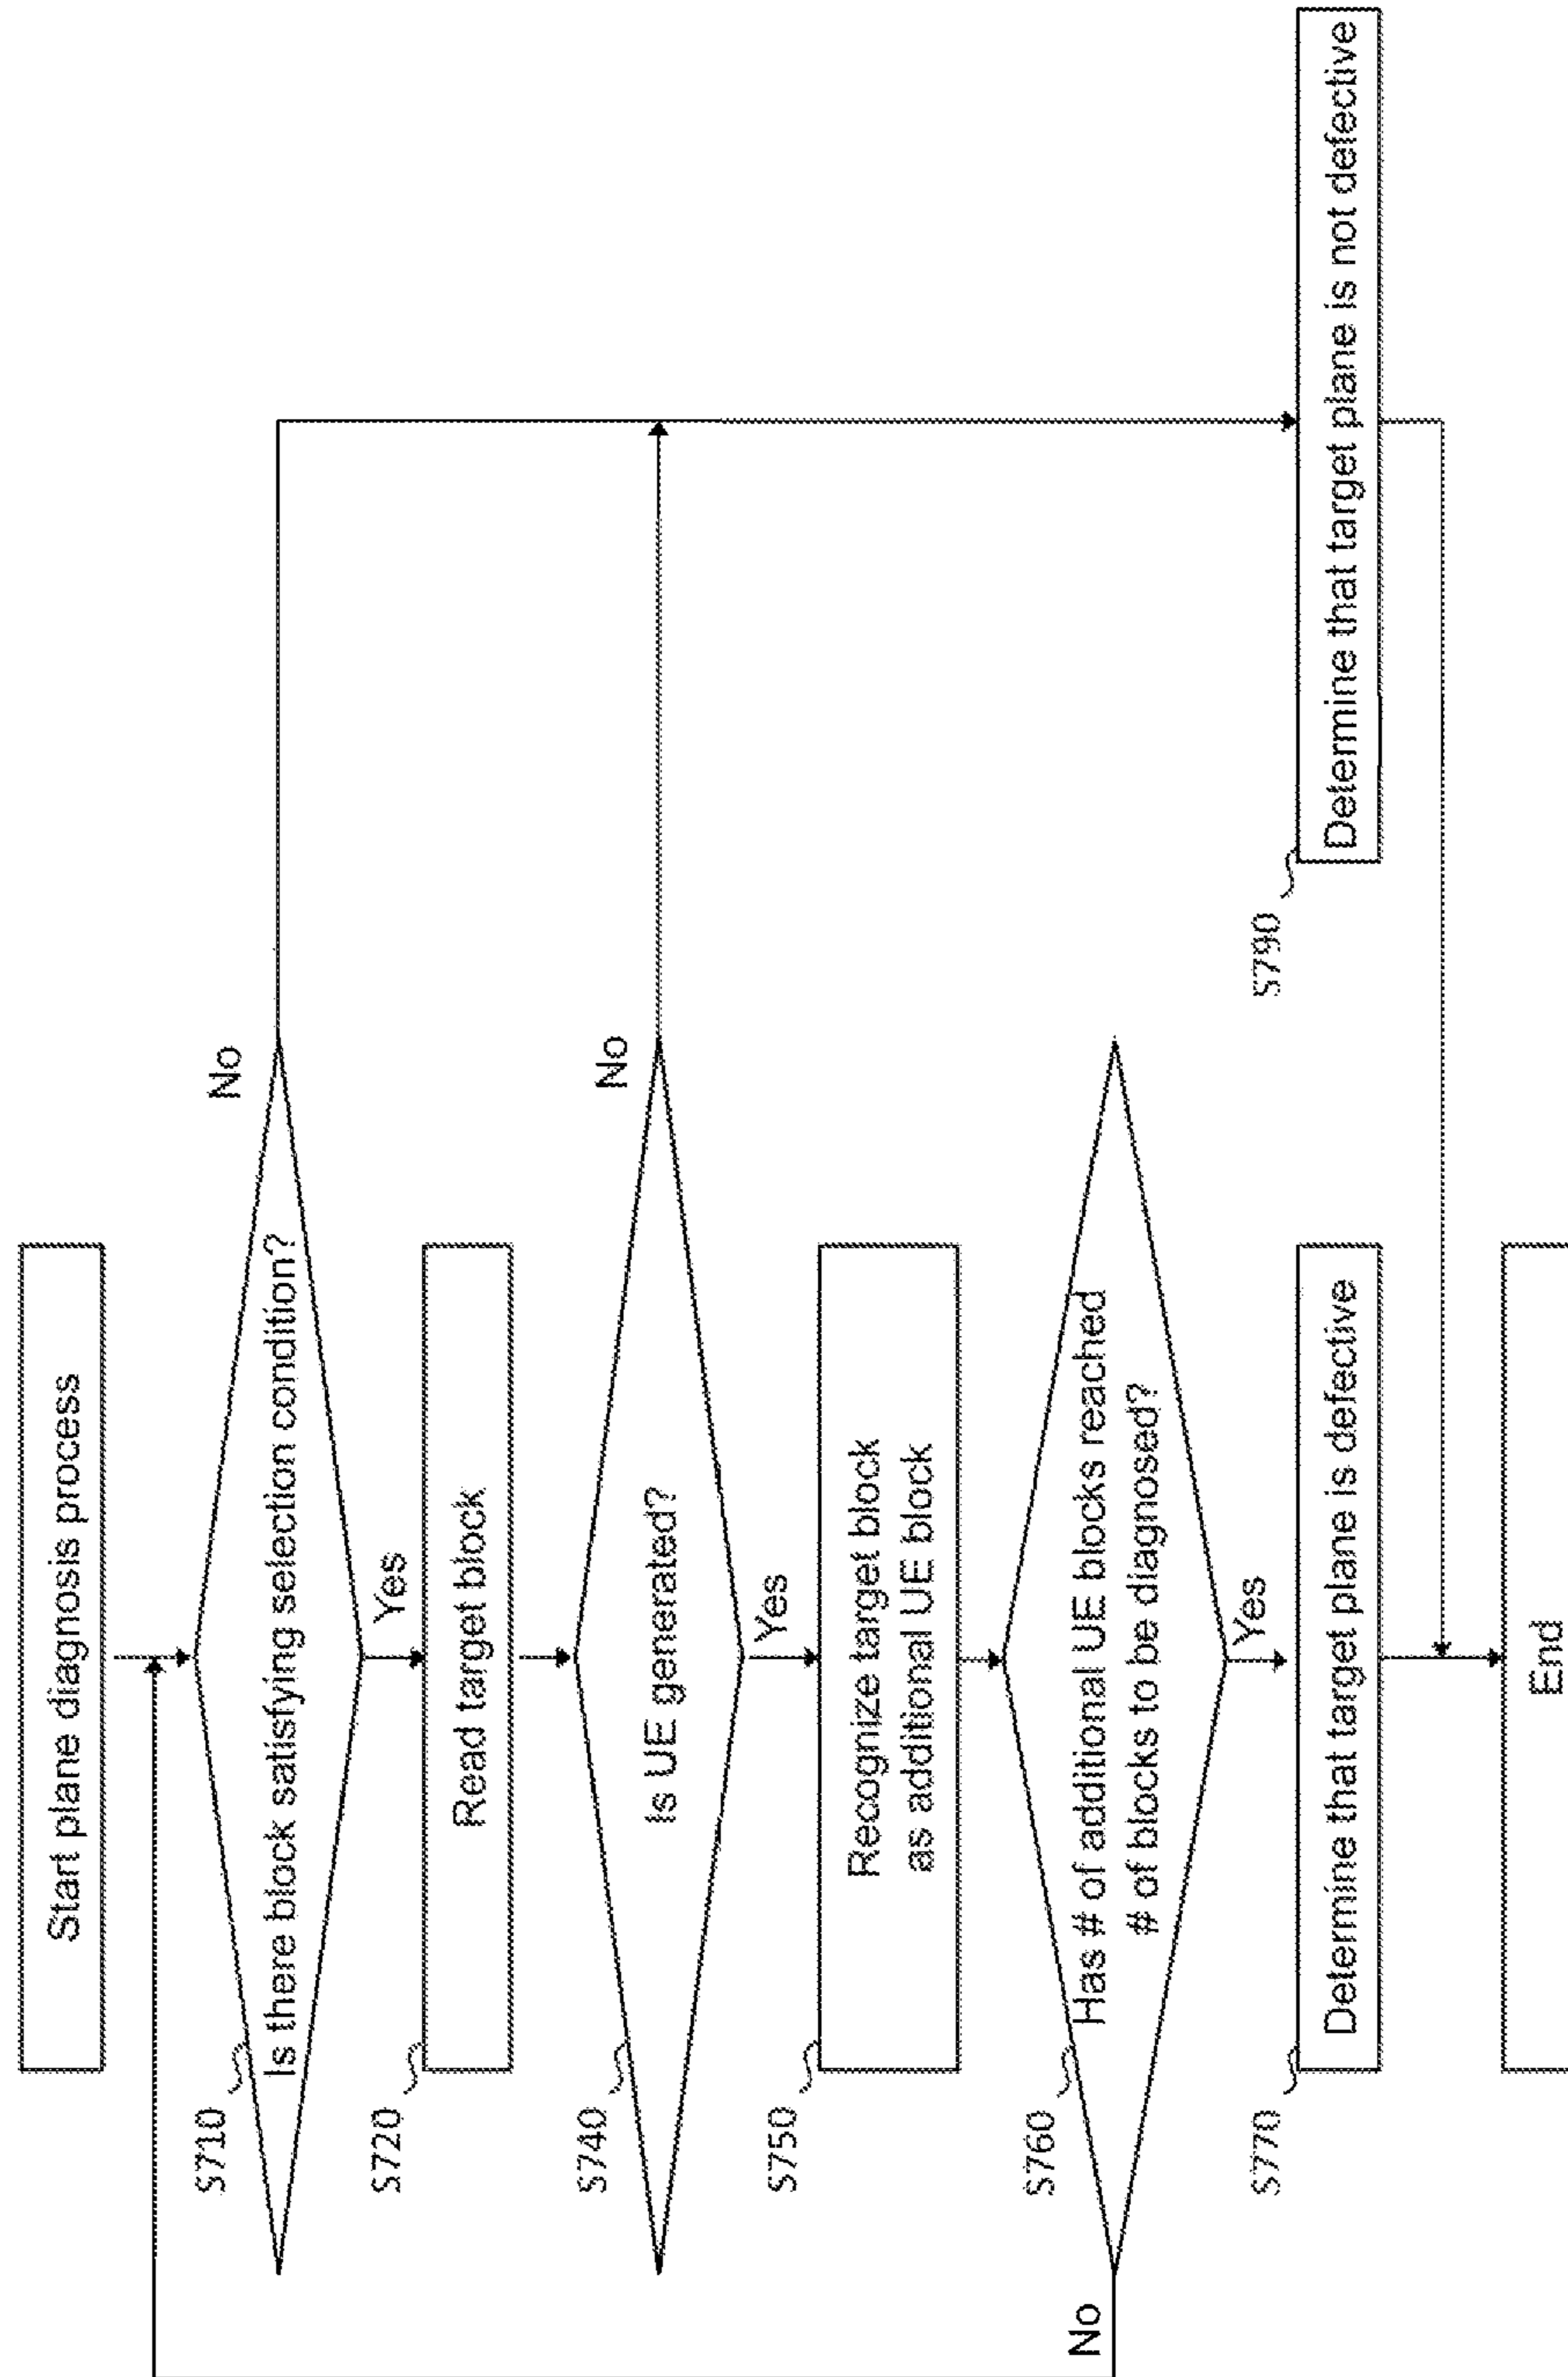 Start plane diagnosis process
S710
Is there block satisfying selection condition?
No
Yes
S720
Read target block
S740
Is UE generated?
No
Yes
S750
Recognize target block
as additional UE block
S760
Has # of additional UE blocks reached
# of blocks to be diagnosed?
No
Yes
S770
Determine that target plane is defective
S790
Determine that target plane is not defective
End